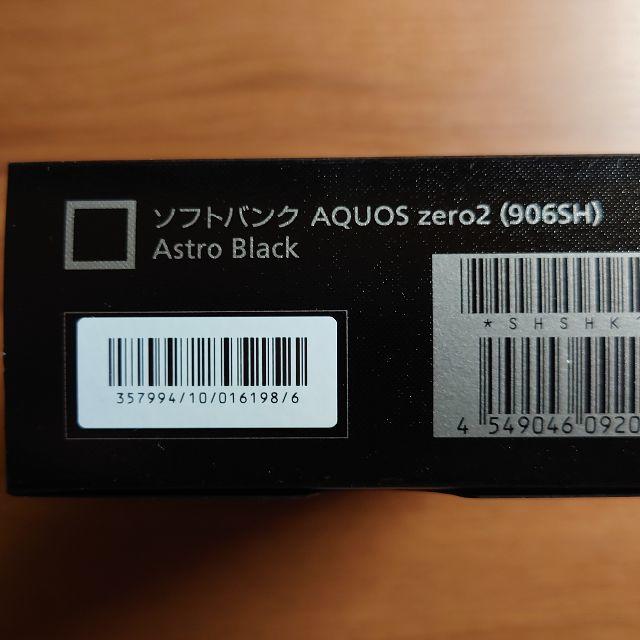 ソフトバンク AQUOS zero2 (906SH)
Astro Black
357994/10/016198/6
*SHSHK
4 549046 0920